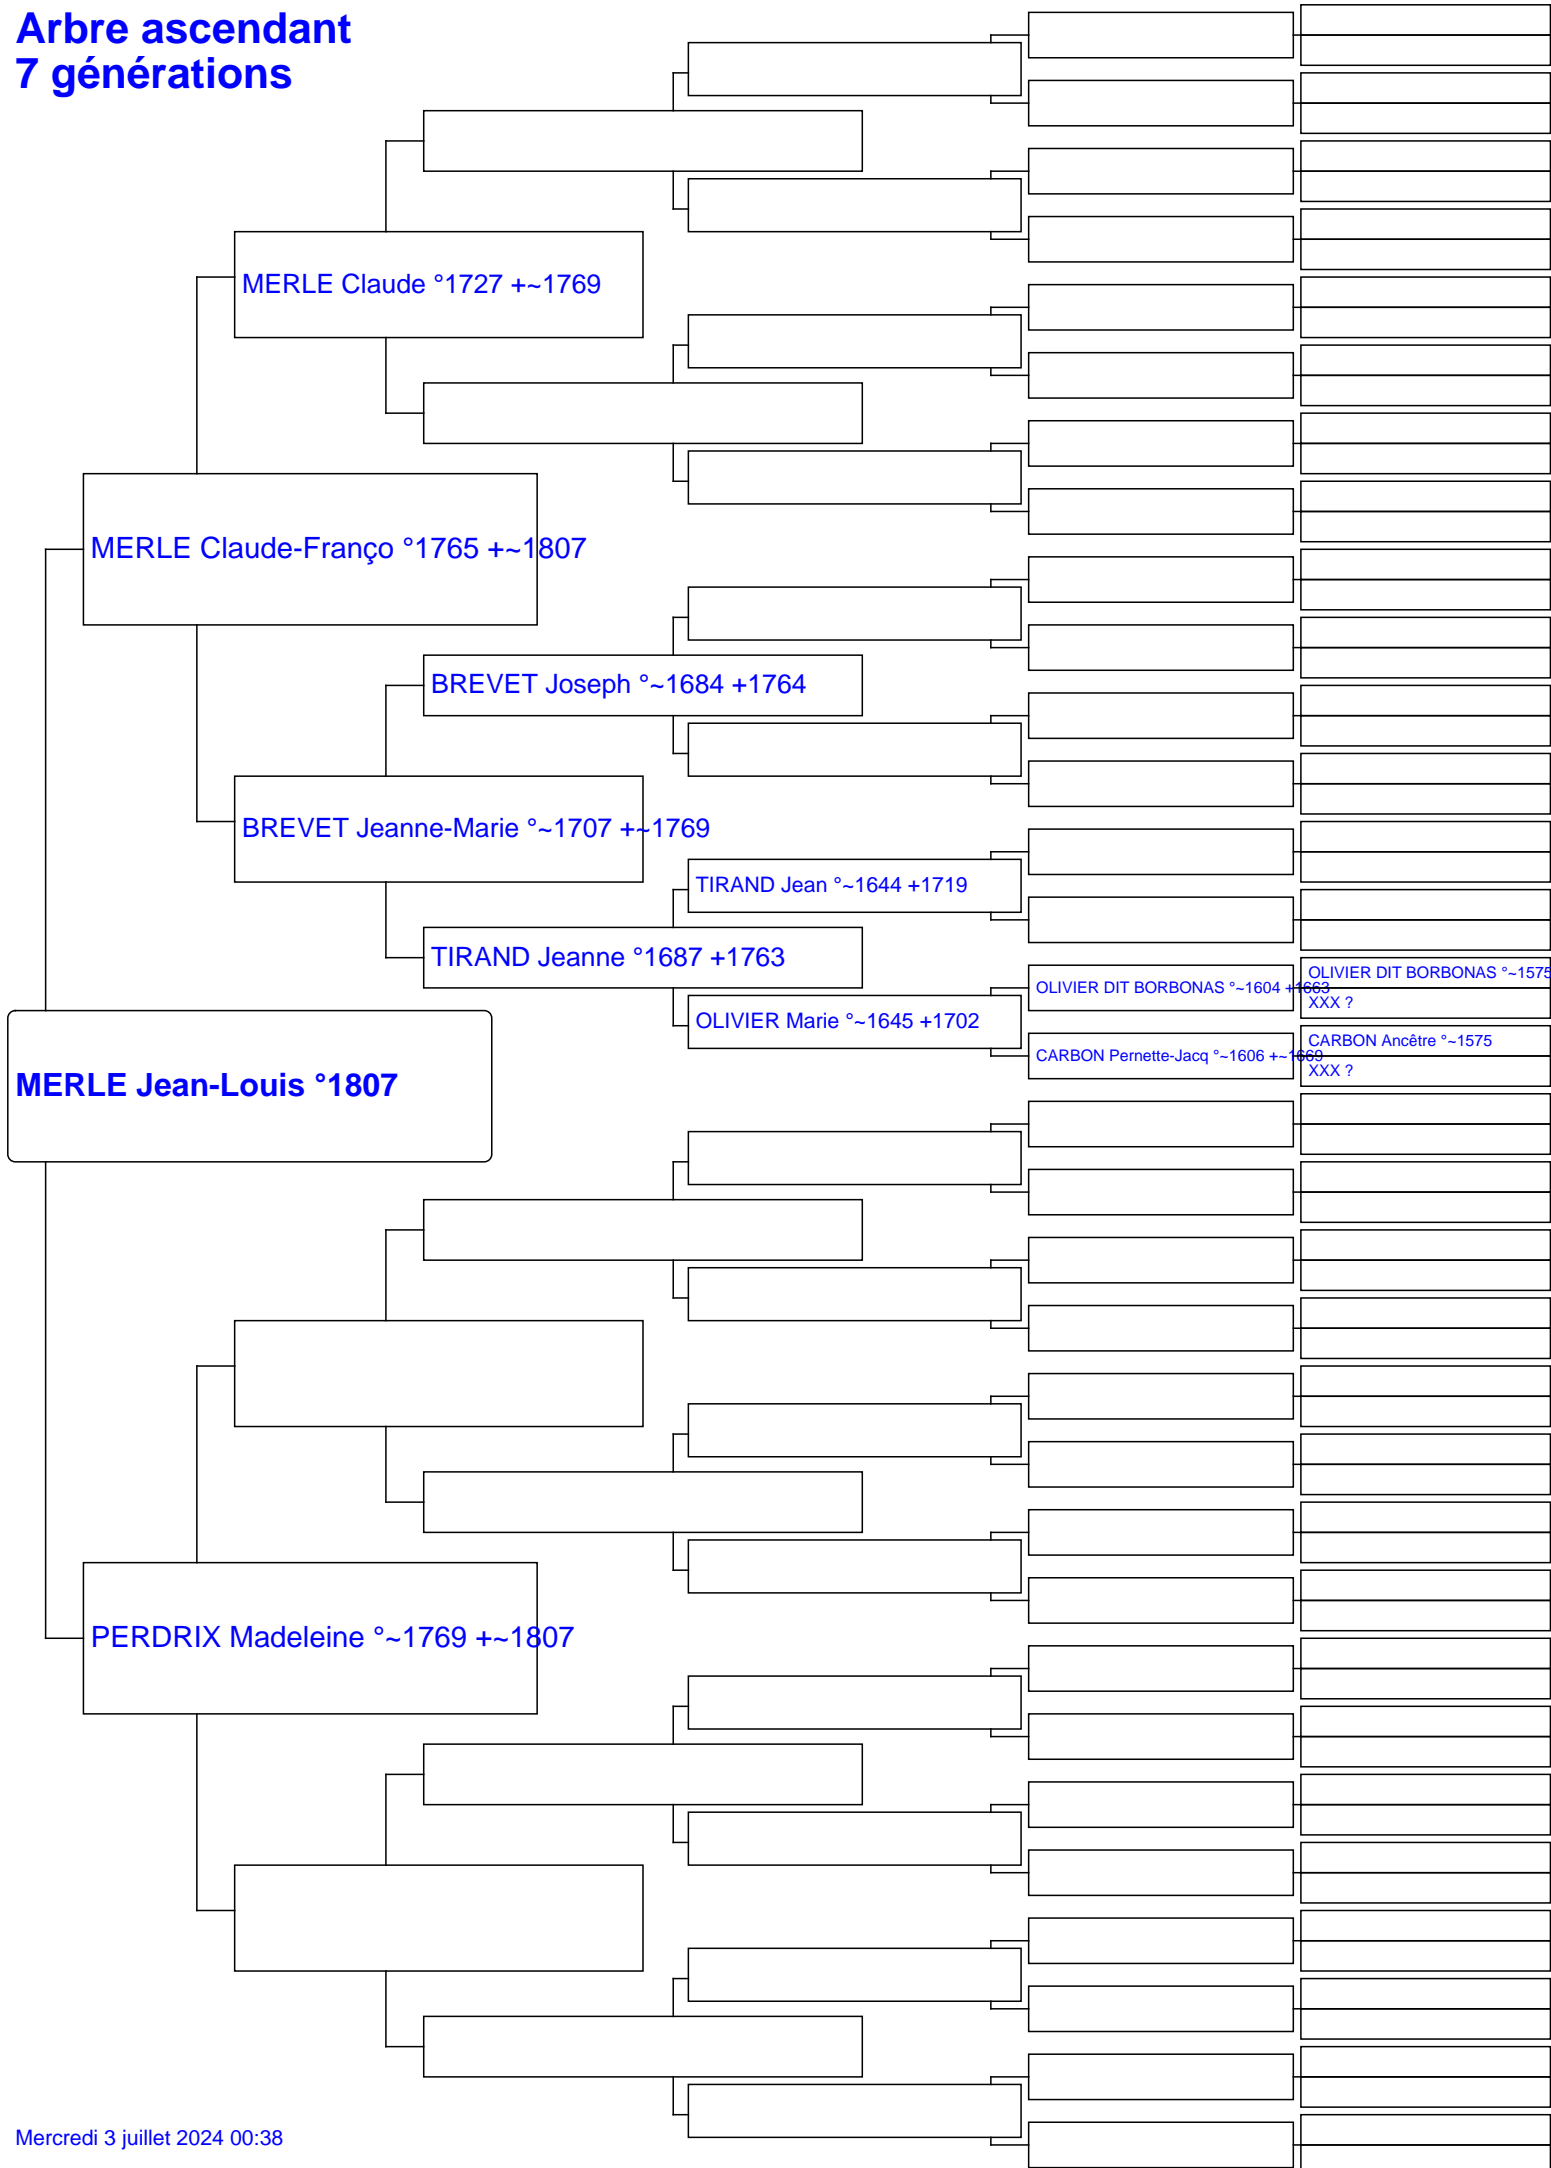 Arbre ascendant
7 générations
MERLE Claude °1727 +~1769
MERLE Claude-Franço °1765 +~1807
BREVET Joseph °~1684 +1764
BREVET Jeanne-Marie °~1707 +~1769
TIRAND Jean °~1644 +1719
TIRAND Jeanne °1687 +1763
OLIVIER DIT BORBONAS °~1575
OLIVIER DIT BORBONAS °~1604 +1663
XXX ?
OLIVIER Marie °~1645 +1702
CARBON Ancêtre °~1575
CARBON Pernette-Jacq °~1606 +~1669
XXX ?
MERLE Jean-Louis °1807
PERDRIX Madeleine °~1769 +~1807
Mercredi 3 juillet 2024 00:38